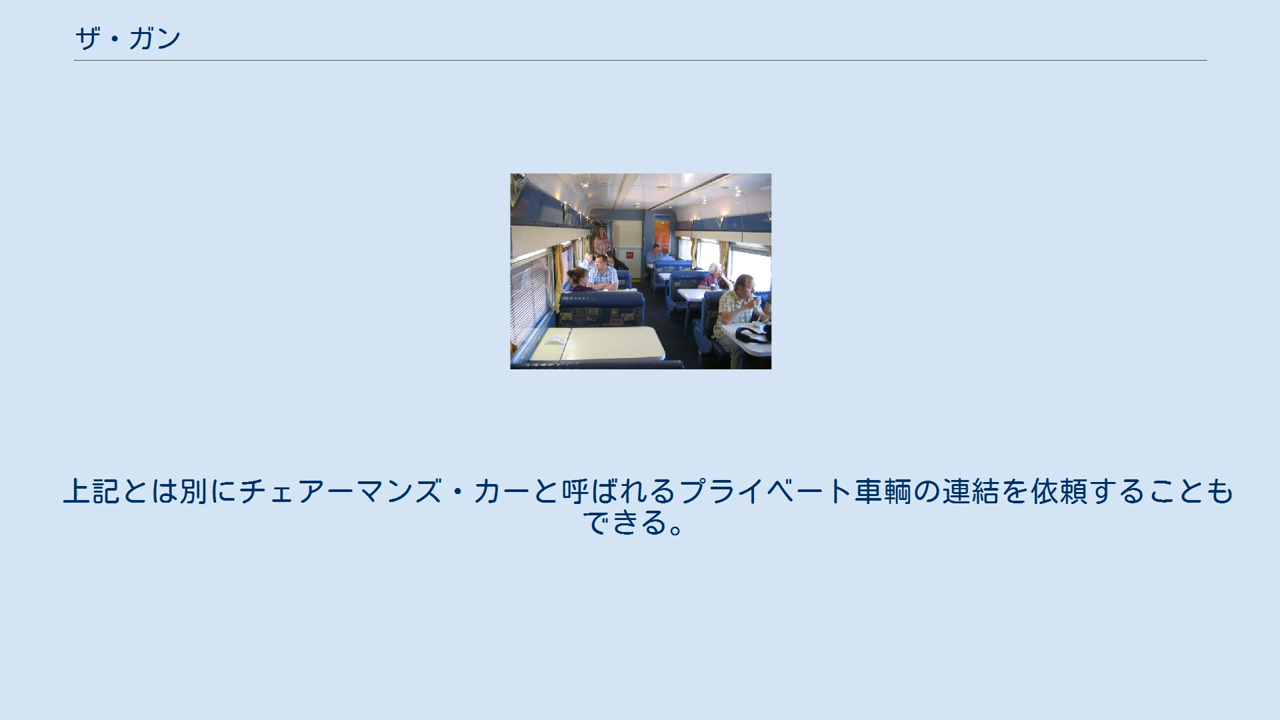 ザ・ガン
上記とは別にチェアーマンズ・カーと呼ばれるプライベート車輌の連結を依頼することも
できる。